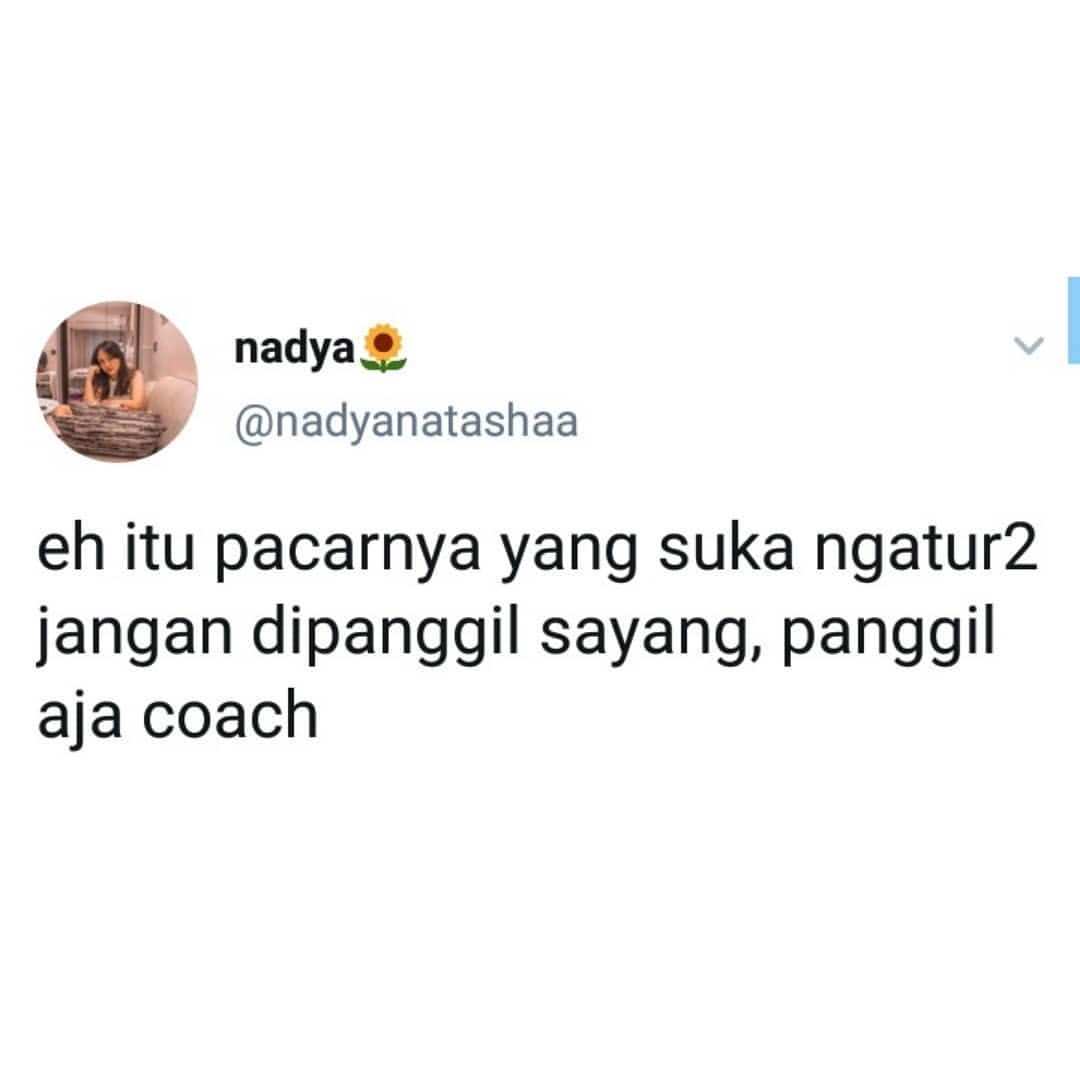 nadya🌻
@nadyanatashaa
eh itu pacarnya yang suka ngatur2
jangan dipanggil sayang, panggil
aja coach